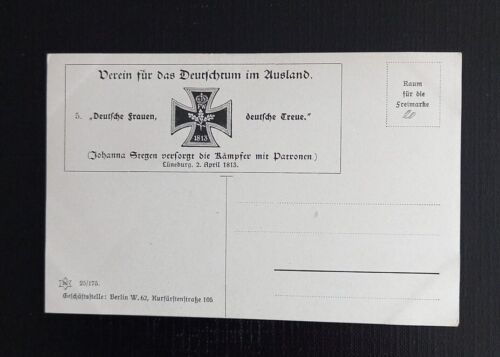 Verein für das Deutschtum im Ausland.
5. „Deutsche Frauen, deutsche Treue."
FW
1813
(Johanna Stegen versorgt die Kämpfer mit Patronen)
Lüneburg. 2. April 1813.
Raum
für die
Freimarke
20
25/175.
Geschäftsstelle: Berlin W. 62, Kurfürstenstraße 105